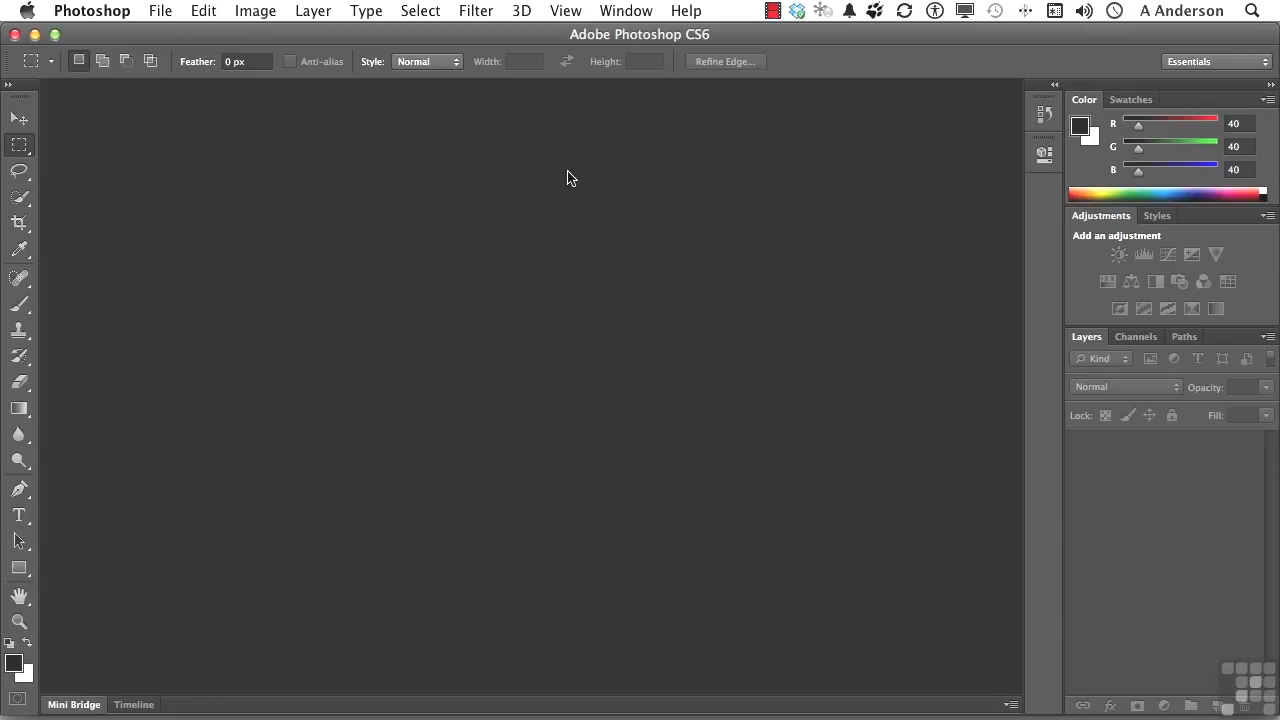 Photoshop File Edit Image Layer Type Select Filter 3D View Window Help A Anderson
Adobe Photoshop CS6
Feather: 0 px Anti-alias Style: Normal Width: Height: Refine Edge... Essentials
Color Swatches
R 40
G 40
B 40
Adjustments Styles
Add an adjustment
Layers Channels Paths
Kind
Normal Opacity:
Lock: Fill:
Mini Bridge Timeline